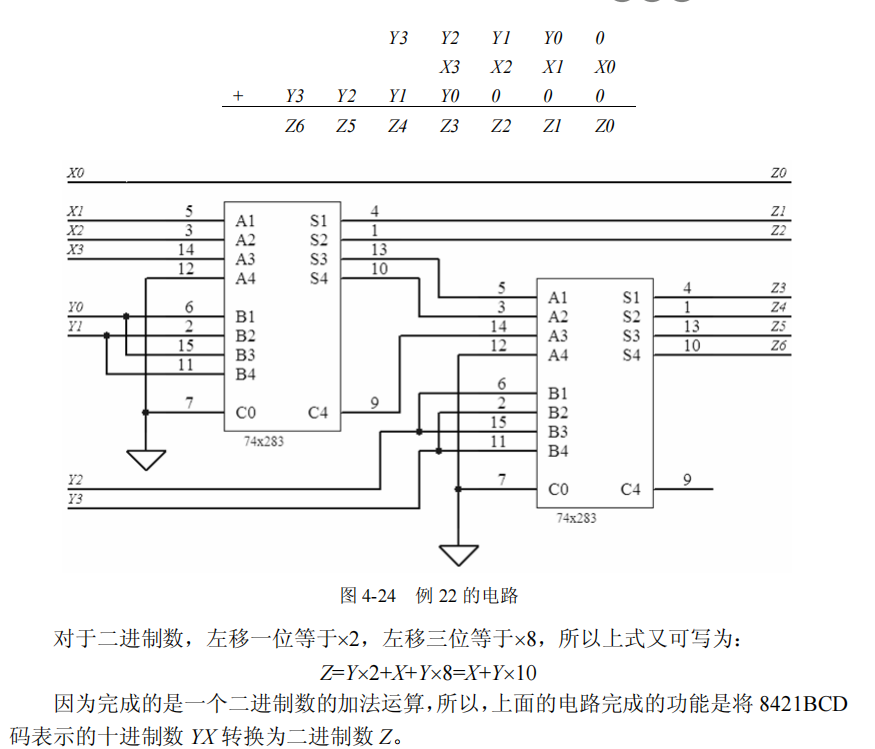 Y3 Y2 Y1 Y0 0
X3 X2 X1 X0
+ Y3 Y2 Y1 Y0 0 0 0
Z6 Z5 Z4 Z3 Z2 Z1 Z0
X0 Z0
X1 5 A1 S1 4 Z1
X2 3 A2 S2 1 Z2
X3 14 A3 S3 13
12 A4 S4 10
Y0 6 B1
Y1 2 B2
15 B3
11 B4
7 C0 C4 9
74x283
5 A1 S1 4 Z3
3 A2 S2 1 Z4
14 A3 S3 13 Z5
12 A4 S4 10 Z6
6 B1
2 B2
15 B3
11 B4
Y2
Y3
7 C0 C4 9
74x283
图 4-24 例 22 的电路
对于二进制数，左移一位等于×2，左移三位等于×8，所以上式又可写为：
Z=Y×2+X+Y×8=X+Y×10
因为完成的是一个二进制数的加法运算，所以，上面的电路完成的功能是将 8421BCD
码表示的十进制数 YX 转换为二进制数 Z。